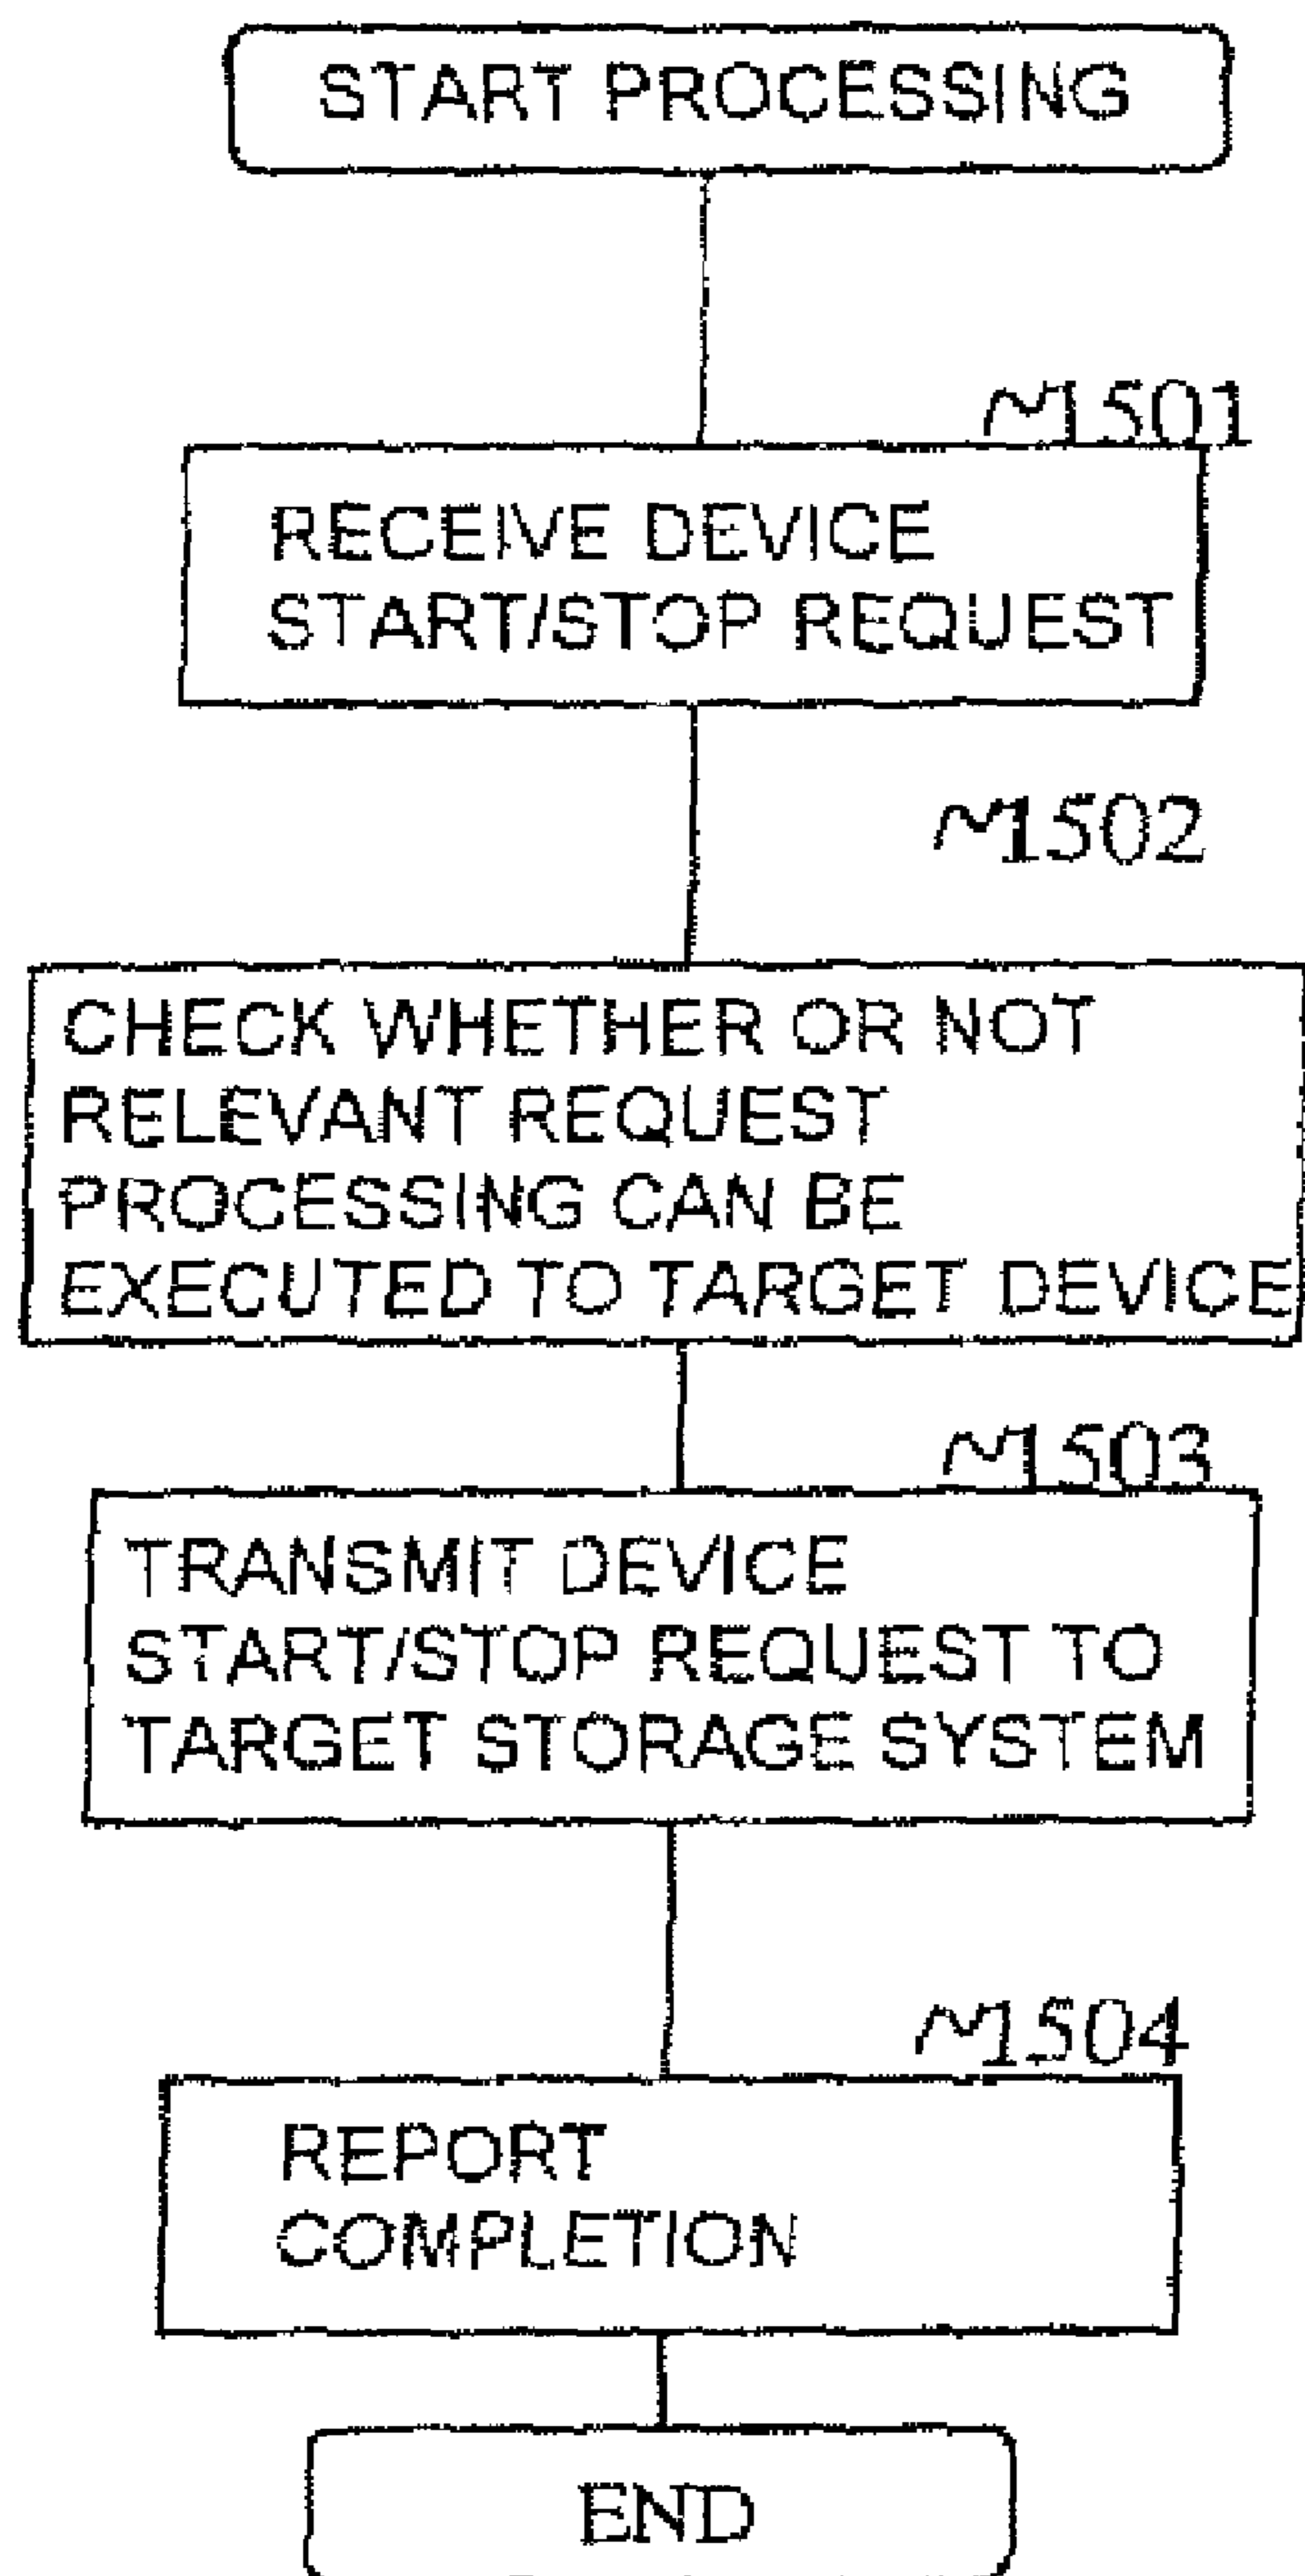 START PROCESSING
~1501
RECEIVE DEVICE
START/STOP REQUEST
~1502
CHECK WHETHER OR NOT
RELEVANT REQUEST
PROCESSING CAN BE
EXECUTED TO TARGET DEVICE
~1503
TRANSMIT DEVICE
START/STOP REQUEST TO
TARGET STORAGE SYSTEM
~1504
REPORT
COMPLETION
END